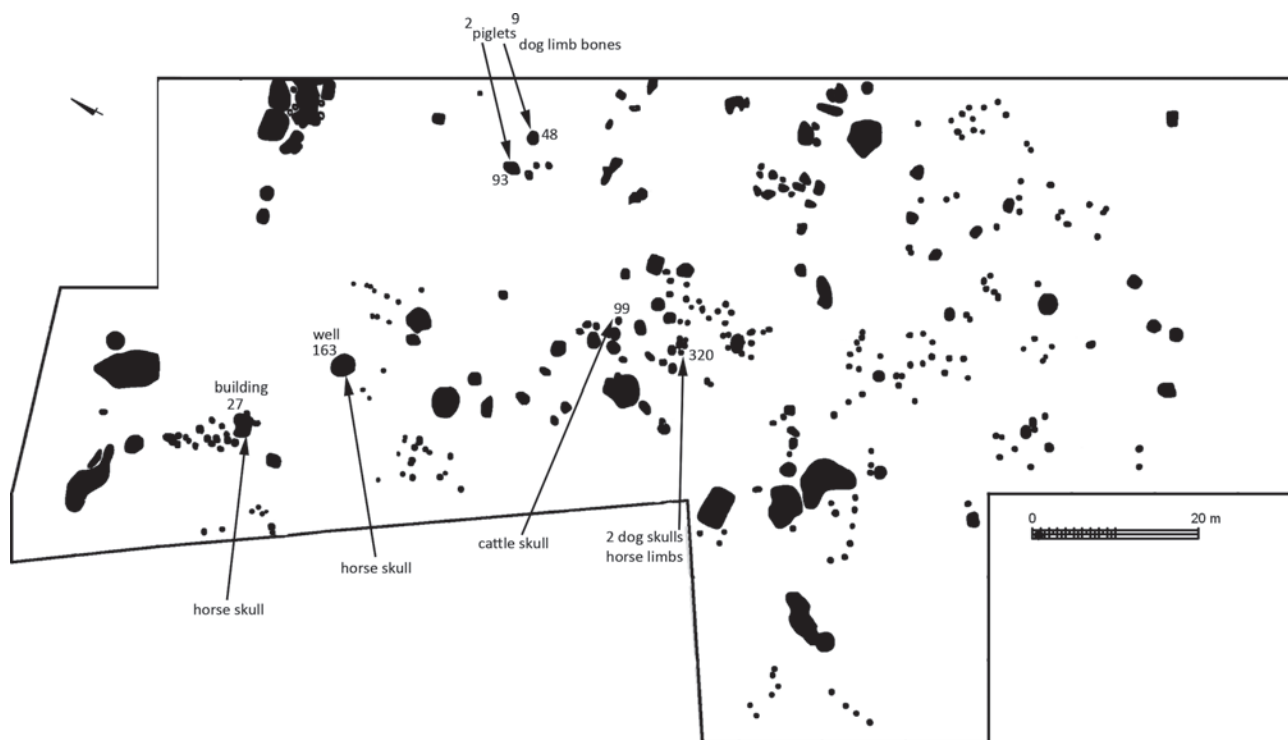 2 piglets
9 dog limb bones
48
93
99
well
163
320
building
27
2 dog skulls
horse limbs
cattle skull
horse skull
horse skull
0 20 m